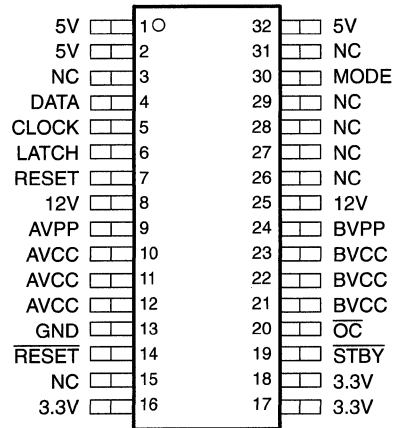 5V 1 32 5V
5V 2 31 NC
NC 3 30 MODE
DATA 4 29 NC
CLOCK 5 28 NC
LATCH 6 27 NC
RESET 7 26 NC
12V 8 25 12V
AVPP 9 24 BVPP
AVCC 10 23 BVCC
AVCC 11 22 BVCC
AVCC 12 21 BVCC
GND 13 20 O̅C̅
R̅E̅S̅E̅T̅ 14 19 S̅T̅B̅Y̅
NC 15 18 3.3V
3.3V 16 17 3.3V